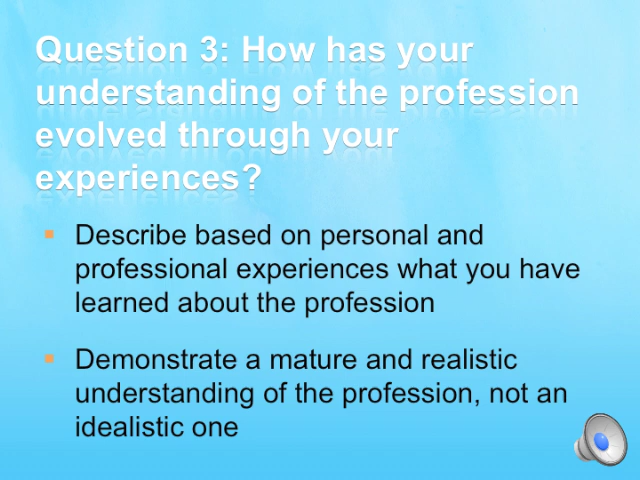 Question 3: How has your
understanding of the profession
evolved through your
experiences?
▪ Describe based on personal and
professional experiences what you have
learned about the profession
▪ Demonstrate a mature and realistic
understanding of the profession, not an
idealistic one